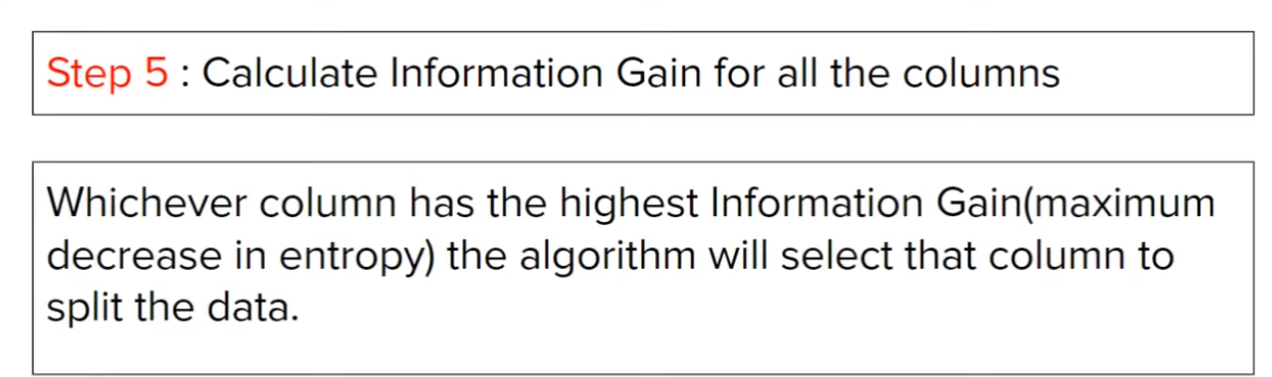 Step 5 : Calculate Information Gain for all the columns
Whichever column has the highest Information Gain(maximum
decrease in entropy) the algorithm will select that column to
split the data.